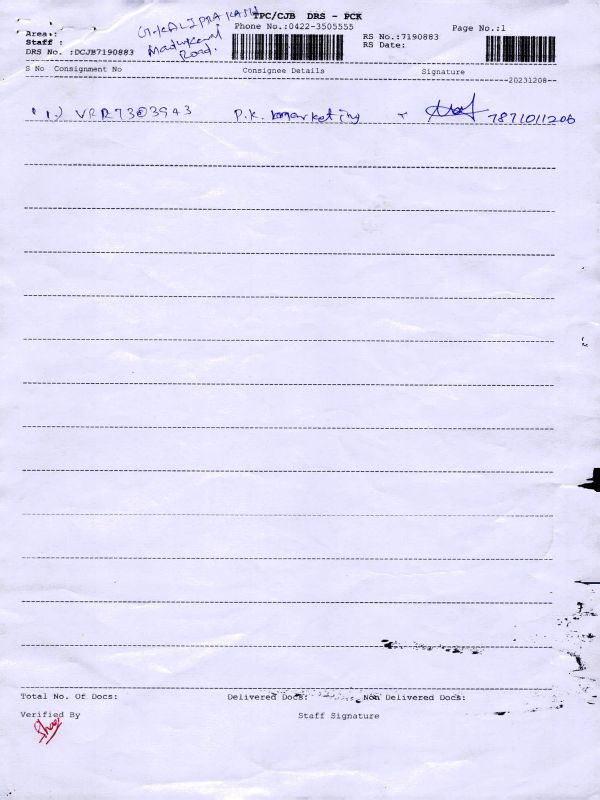 G.KALIPRAKASH TPC/CJB DRS - PCK
Area:
Phone No.:0422-3505555
Page No.:1
Staff :
Road.
RS No.:7190883
DRS No. :DCJB7190883
RS Date:
S No Consignment No Consignee Details Signature
--20231208--
1.) P.K. marketing 7871011206
Total No. Of Docs: Delivered Docs: Non Delivered Docs:
Verified By Staff Signature